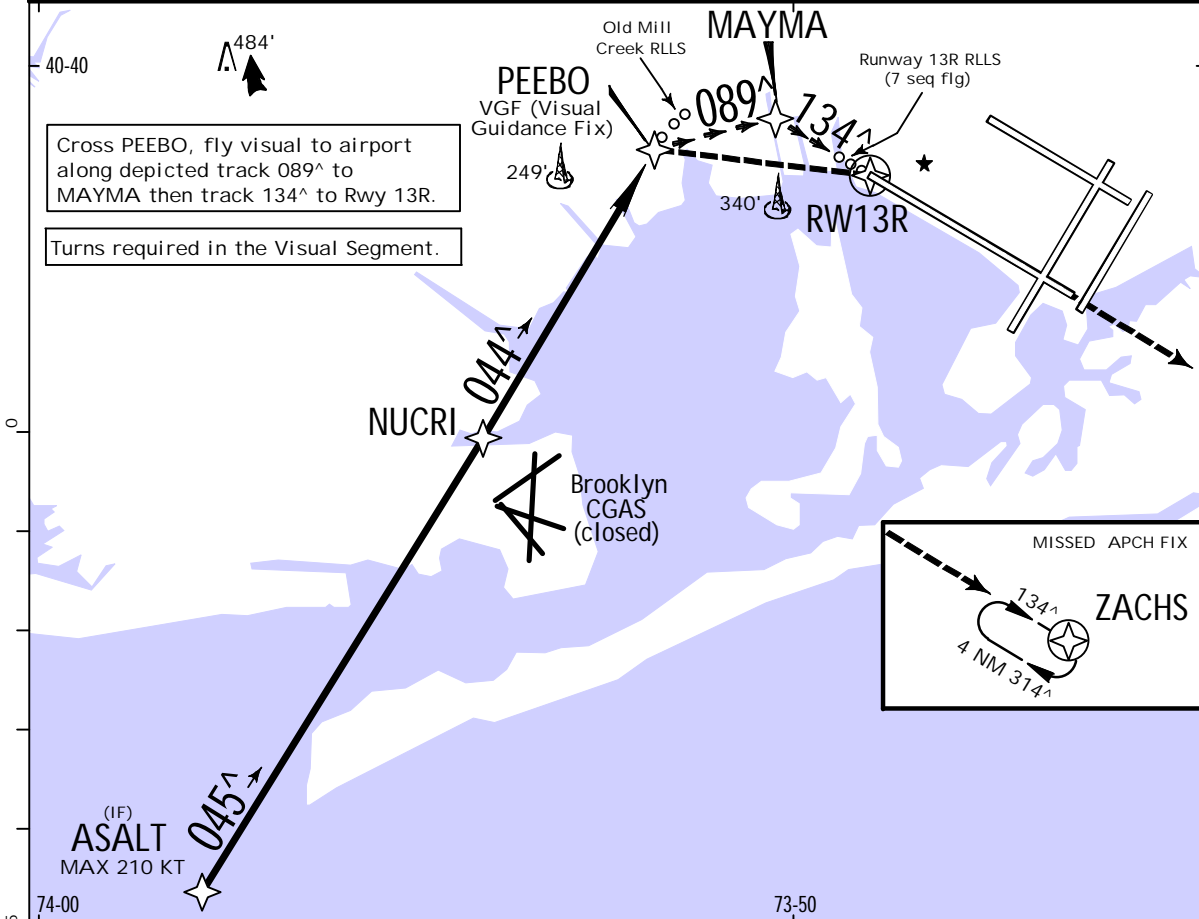 40-40
484'
Old Mill
Creek RLLS
MAYMA
Runway 13R RLLS
(7 seq flg)
PEEBO
VGF (Visual
Guidance Fix)
089^
134^
249'
340'
RW13R
Cross PEEBO, fly visual to airport
along depicted track 089^ to
MAYMA then track 134^ to Rwy 13R.
Turns required in the Visual Segment.
044^
NUCRI
0
Brooklyn
CGAS
(closed)
MISSED APCH FIX
134^
ZACHS
4 NM 314^
045^
(IF)
ASALT
MAX 210 KT
74-00
73-50